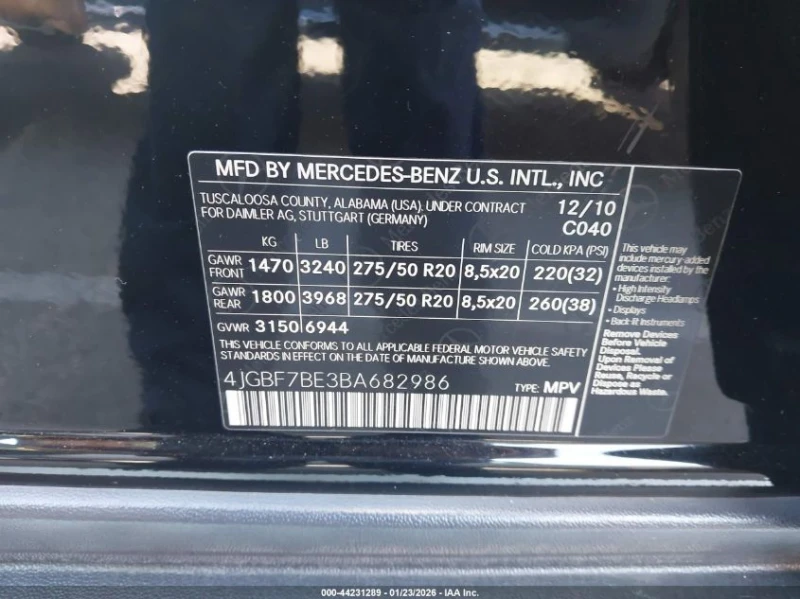 MFD BY MERCEDES-BENZ U.S. INTL., INC
TUSCALOOSA COUNTY, ALABAMA (USA). UNDER CONTRACT 12/10
FOR DAIMLER AG, STUTTGART (GERMANY) C040
KG LB TIRES RIM SIZE COLD KPA (PSI)
GAWR FRONT 1470 3240 275/50 R20 8,5x20 220(32)
GAWR REAR 1800 3968 275/50 R20 8,5x20 260(38)
GVWR 3150 6944
THIS VEHICLE CONFORMS TO ALL APPLICABLE FEDERAL MOTOR VEHICLE SAFETY
STANDARDS IN EFFECT ON THE DATE OF MANUFACTURE SHOWN ABOVE
4JGBF7BE3BA682986 TYPE: MPV
This vehicle may
include mercury-added
devices installed by the
manufacturer:
• High Intensity
Discharge Headlamps
• Displays
• Back-lit Instruments
Remove Devices
Before Vehicle
Disposal.
Upon Removal of
Devices Please
Reuse, Recycle or
Dispose as
Hazardous Waste.
000-44231289 - 01/23/2026 - IAA Inc.